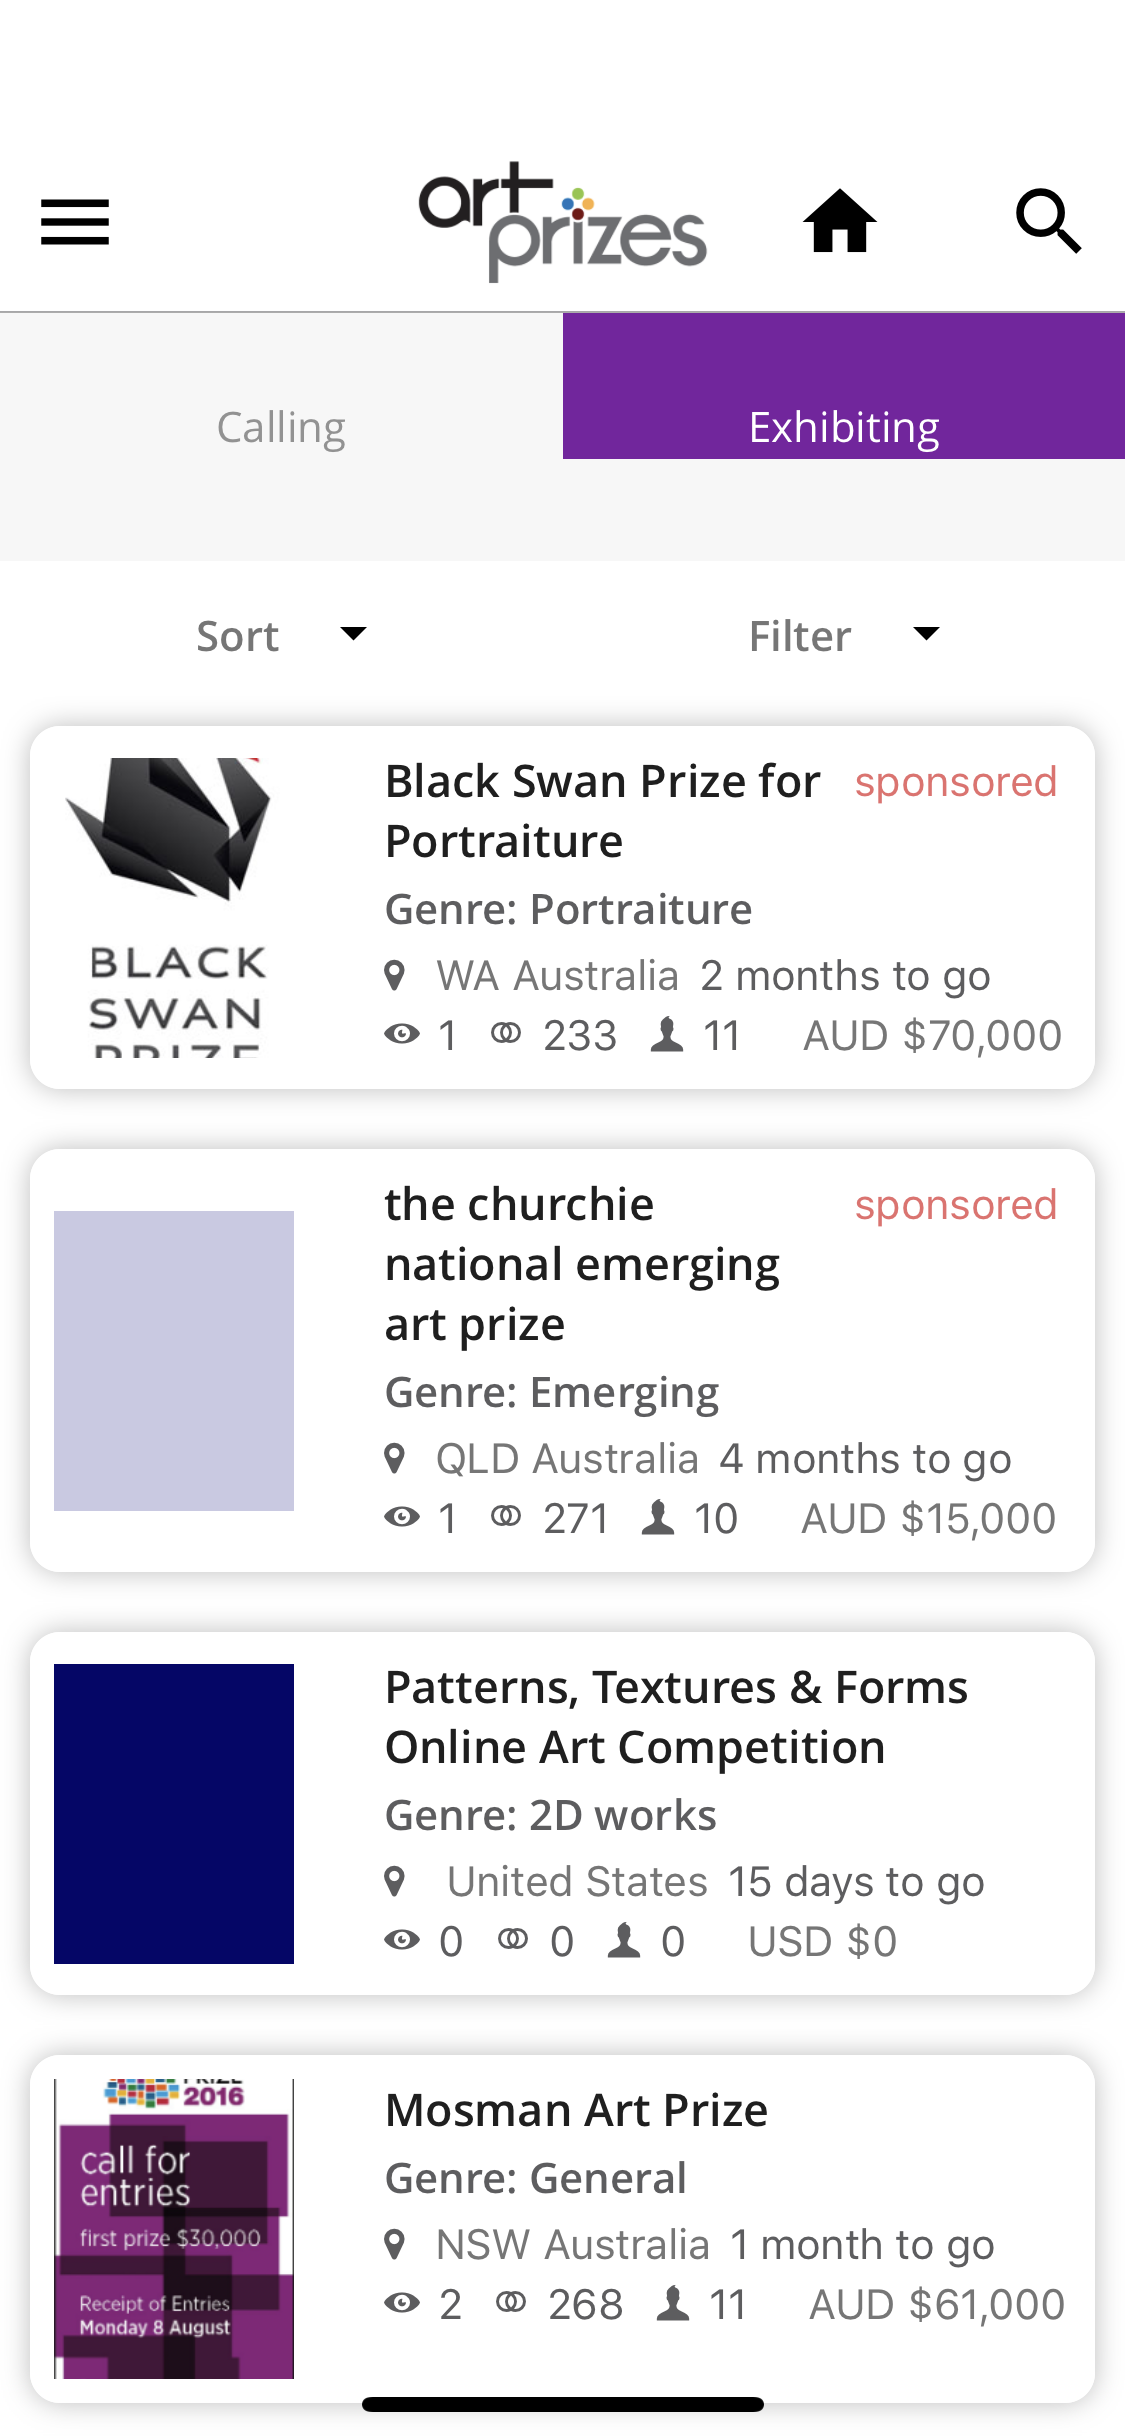 art
prizes
Calling
Exhibiting
Sort
Filter
BLACK
SWAN
PRIZE
Black Swan Prize for
Portraiture
sponsored
Genre: Portraiture
WA Australia 2 months to go
1 233 11 AUD $70,000
the churchie
national emerging
art prize
sponsored
Genre: Emerging
QLD Australia 4 months to go
1 271 10 AUD $15,000
Patterns, Textures & Forms
Online Art Competition
Genre: 2D works
United States 15 days to go
0 0 0 USD $0
PRIZE
2016
call for
entries
first prize $30,000
Receipt of Entries
Monday 8 August
Mosman Art Prize
Genre: General
NSW Australia 1 month to go
2 268 11 AUD $61,000